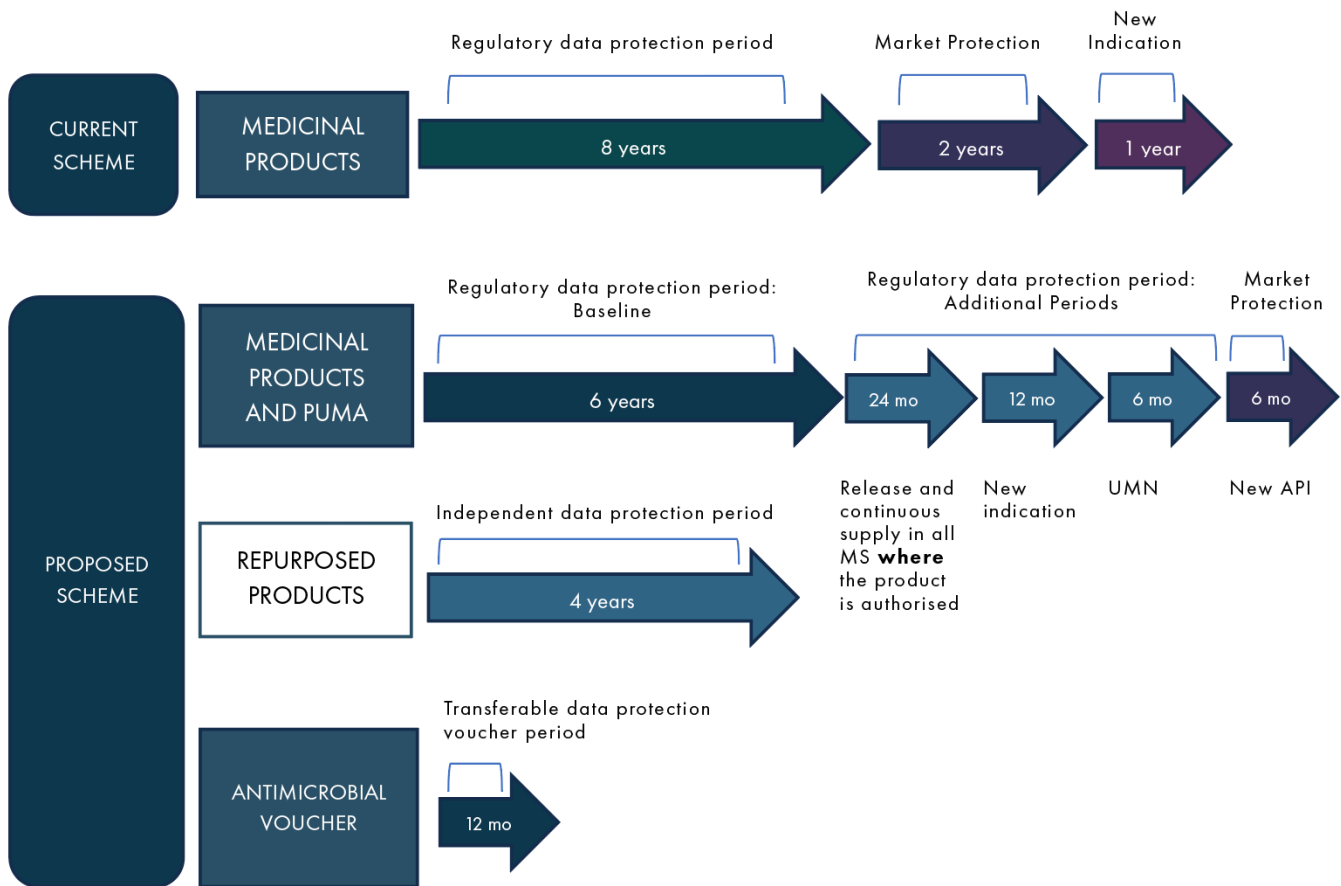 Regulatory data protection period
Market Protection
New
Indication
CURRENT
SCHEME
MEDICINAL
PRODUCTS
8 years
2 years
1 year
PROPOSED
SCHEME
Regulatory data protection period:
Baseline
Regulatory data protection period:
Additional Periods
Market
Protection
MEDICINAL
PRODUCTS
AND PUMA
6 years
24 mo
12 mo
6 mo
6 mo
Release and
continuous
supply in all
MS where
the product
is authorised
New
indication
UMN
New API
Independent data protection period
REPURPOSED
PRODUCTS
4 years
Transferable data protection
voucher period
ANTIMICROBIAL
VOUCHER
12 mo